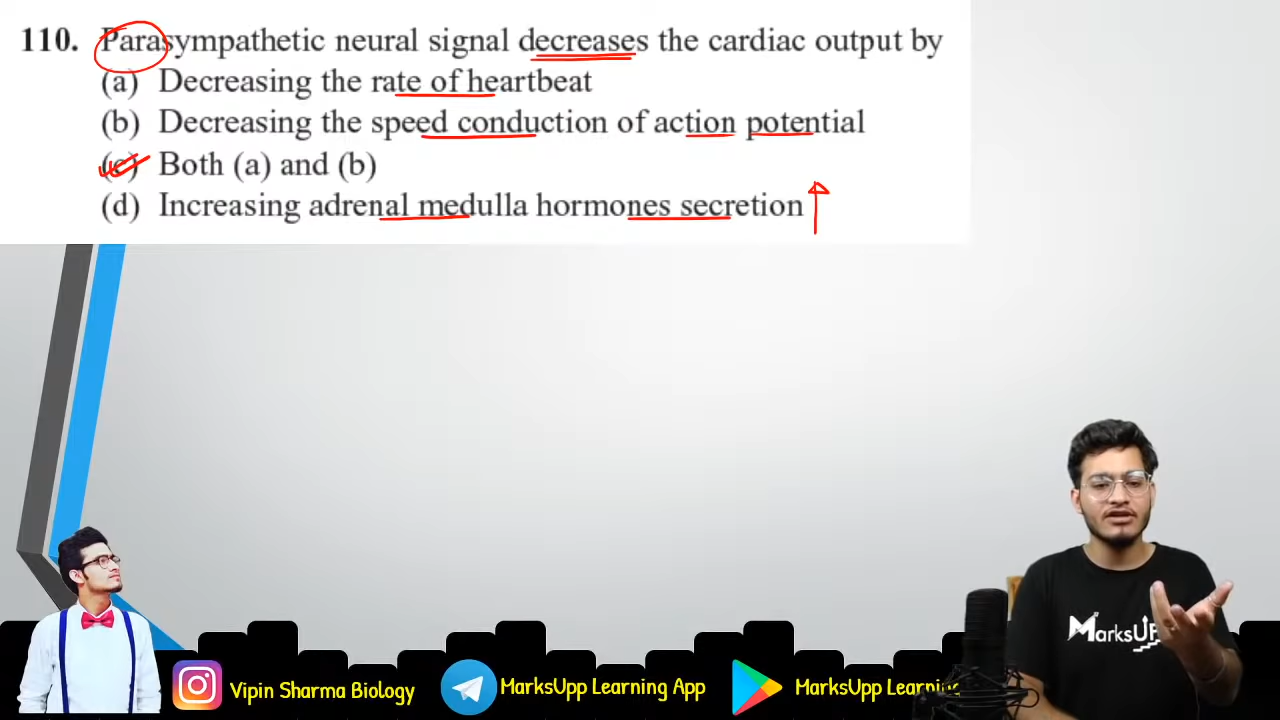 110. Parasympathetic neural signal decreases the cardiac output by
(a) Decreasing the rate of heartbeat
(b) Decreasing the speed conduction of action potential
(c) Both (a) and (b)
(d) Increasing adrenal medulla hormones secretion
MarksUP
Vipin Sharma Biology
MarksUpp Learning App
MarksUpp Learning